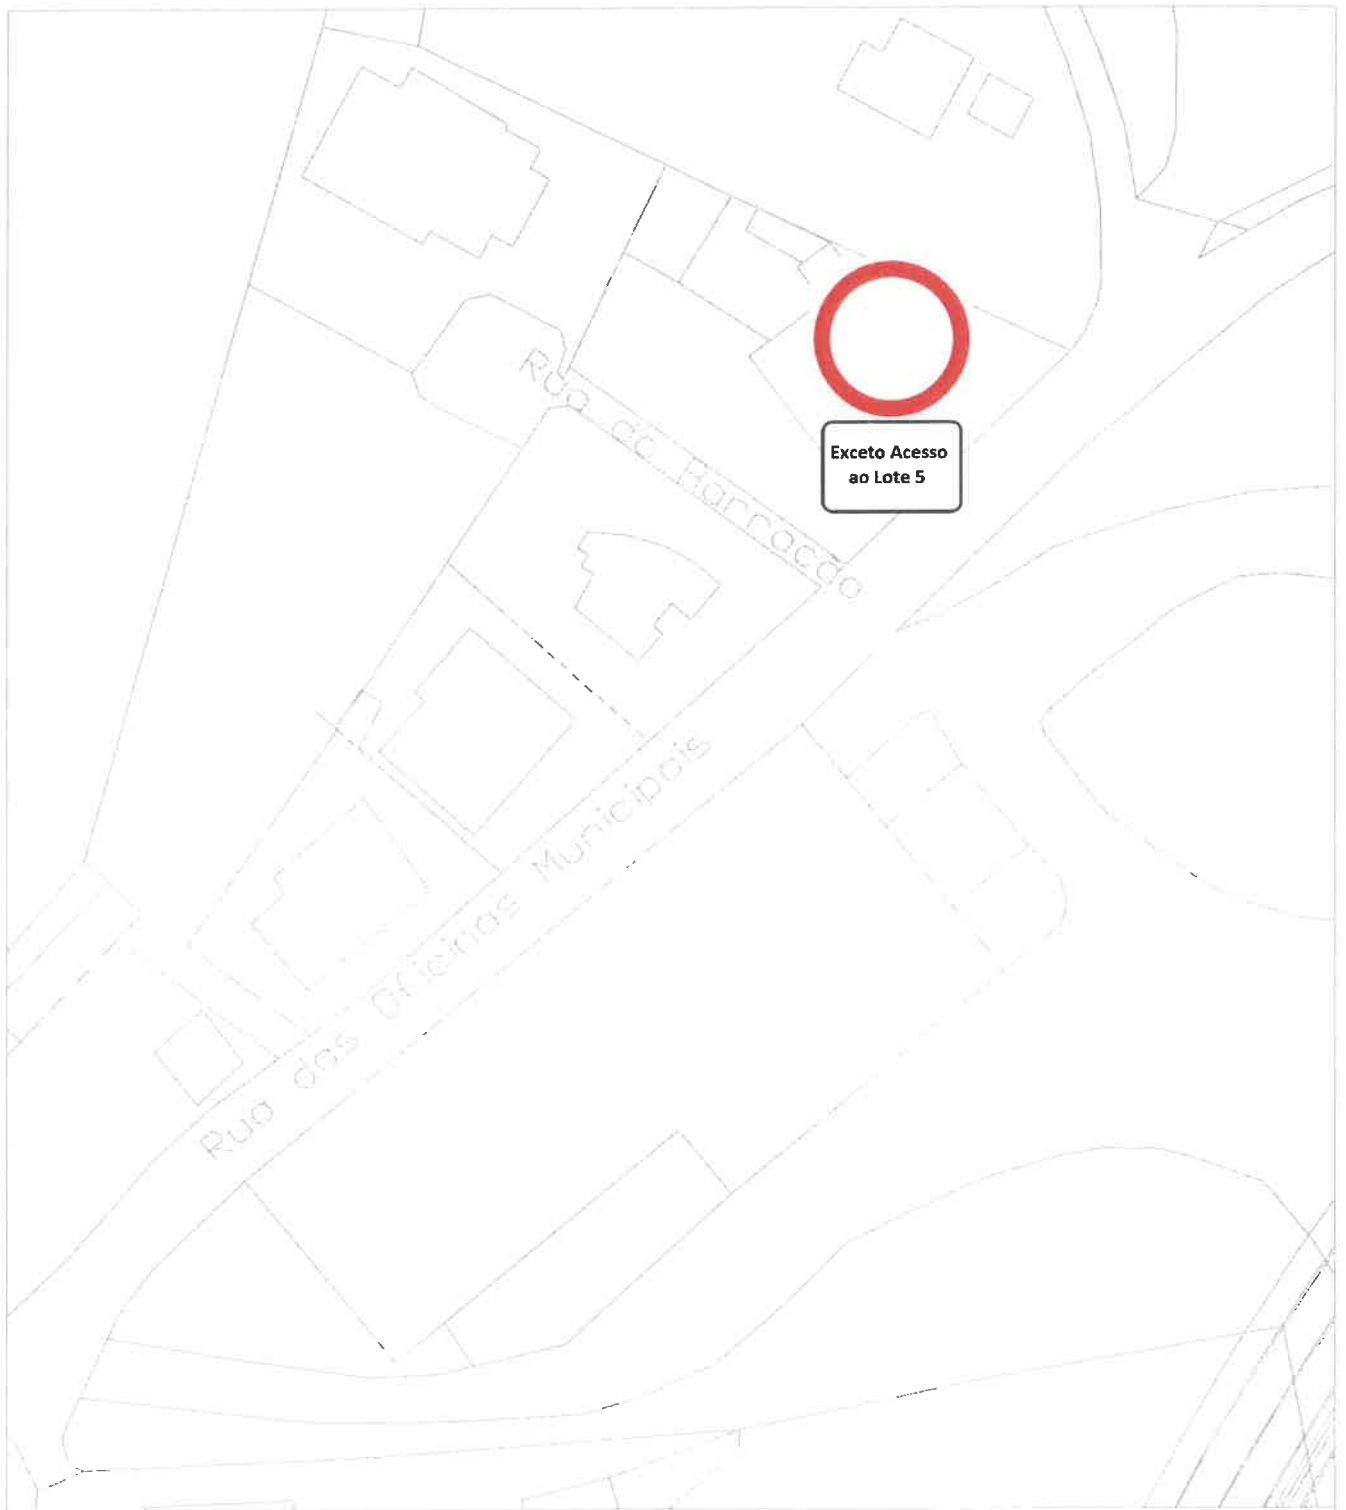 Rua do Barracão
Exceto Acesso
ao Lote 5
Rua das Oficinas Municipais